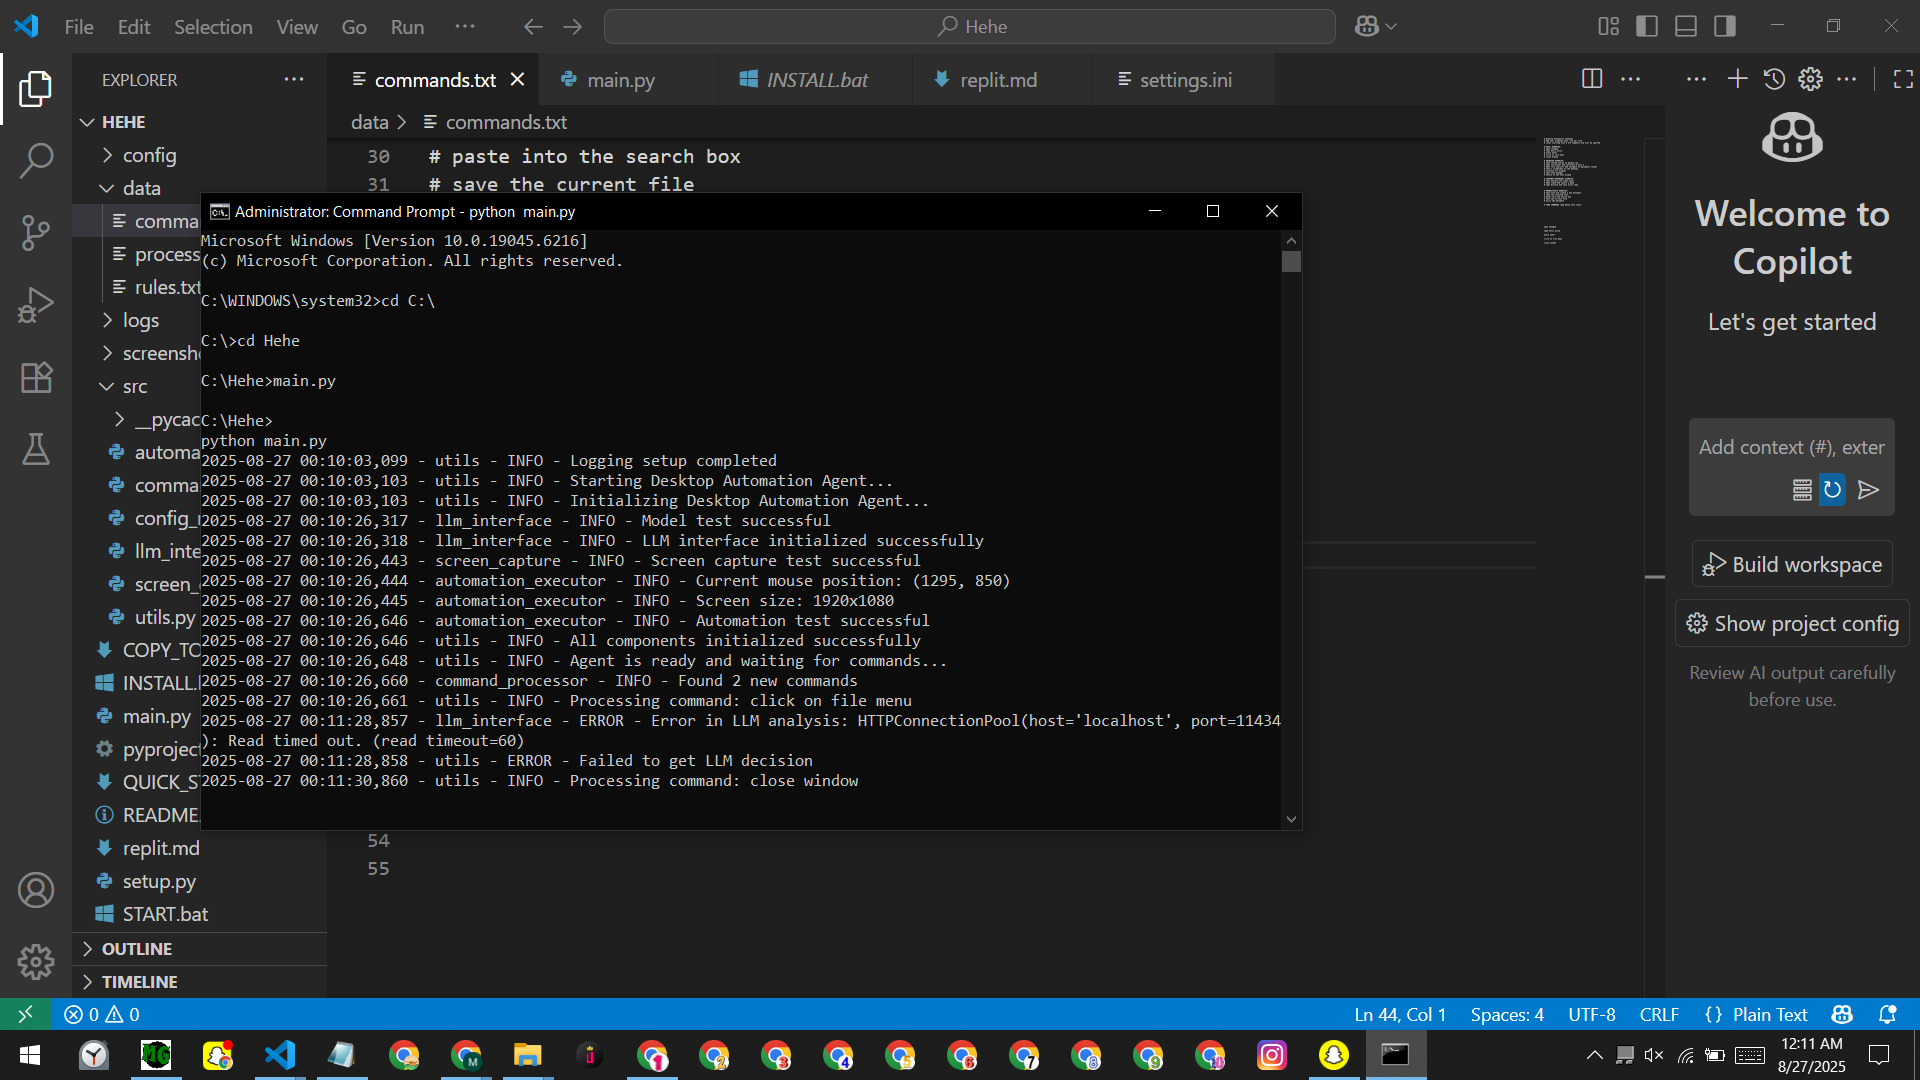 File Edit Selection View Go Run ··· Hehe
EXPLORER
commands.txt
main.py
INSTALL.bat
replit.md
settings.ini
HEHE
config
data
comma
process
rules.txt
logs
screensh
src
__pycac
automa
comma
config_
llm_inte
screen_
utils.py
COPY_TO
INSTALL.
main.py
pyproject
QUICK_S
README.
replit.md
setup.py
START.bat
OUTLINE
TIMELINE
data > commands.txt
30 # paste into the search box
31 # save the current file
Administrator: Command Prompt - python main.py
Microsoft Windows [Version 10.0.19045.6216]
(c) Microsoft Corporation. All rights reserved.
C:\WINDOWS\system32>cd C:\
C:\>cd Hehe
C:\Hehe>main.py
C:\Hehe>
python main.py
2025-08-27 00:10:03,099 - utils - INFO - Logging setup completed
2025-08-27 00:10:03,103 - utils - INFO - Starting Desktop Automation Agent...
2025-08-27 00:10:03,103 - utils - INFO - Initializing Desktop Automation Agent...
2025-08-27 00:10:26,317 - llm_interface - INFO - Model test successful
2025-08-27 00:10:26,318 - llm_interface - INFO - LLM interface initialized successfully
2025-08-27 00:10:26,443 - screen_capture - INFO - Screen capture test successful
2025-08-27 00:10:26,444 - automation_executor - INFO - Current mouse position: (1295, 850)
2025-08-27 00:10:26,445 - automation_executor - INFO - Screen size: 1920x1080
2025-08-27 00:10:26,646 - automation_executor - INFO - Automation test successful
2025-08-27 00:10:26,646 - utils - INFO - All components initialized successfully
2025-08-27 00:10:26,648 - utils - INFO - Agent is ready and waiting for commands...
2025-08-27 00:10:26,660 - command_processor - INFO - Found 2 new commands
2025-08-27 00:10:26,661 - utils - INFO - Processing command: click on file menu
2025-08-27 00:11:28,857 - llm_interface - ERROR - Error in LLM analysis: HTTPConnectionPool(host='localhost', port=11434
): Read timed out. (read timeout=60)
2025-08-27 00:11:28,858 - utils - ERROR - Failed to get LLM decision
2025-08-27 00:11:30,860 - utils - INFO - Processing command: close window
54
55
Welcome to
Copilot
Let's get started
Add context (#), exter
Build workspace
Show project config
Review AI output carefully
before use.
0 0
Ln 44, Col 1 Spaces: 4 UTF-8 CRLF {} Plain Text
12:11 AM
8/27/2025